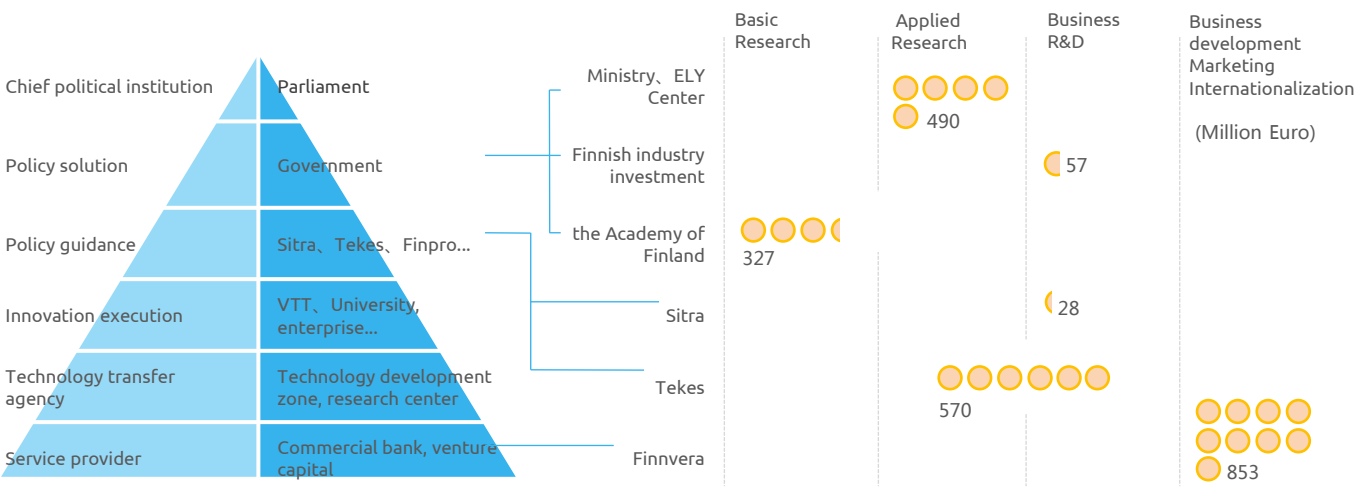 Basic
Research
Applied
Research
Business
R&D
Business
development
Marketing
Internationalization
(Million Euro)
Chief political institution
Parliament
Policy solution
Government
Policy guidance
Sitra、Tekes、Finpro...
Innovation execution
VTT、University,
enterprise...
Technology transfer
agency
Technology development
zone, research center
Service provider
Commercial bank, venture
capital
Ministry、ELY
Center
490
Finnish industry
investment
57
the Academy of
Finland
327
Sitra
28
Tekes
570
Finnvera
853